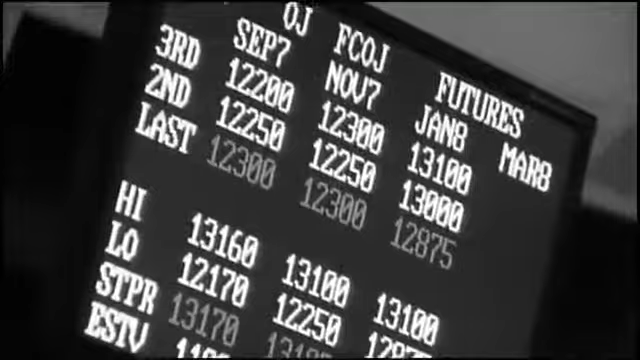 OJ FCOJ FUTURES
SEP7 NOV7 JAN8 MAR8
3RD 12200 12300 13100
2ND 12250 12250 13000
LAST 12300 12300 12875
HI 13160 13100 13100
LO 12170 12250
STPR 13170
ESTV